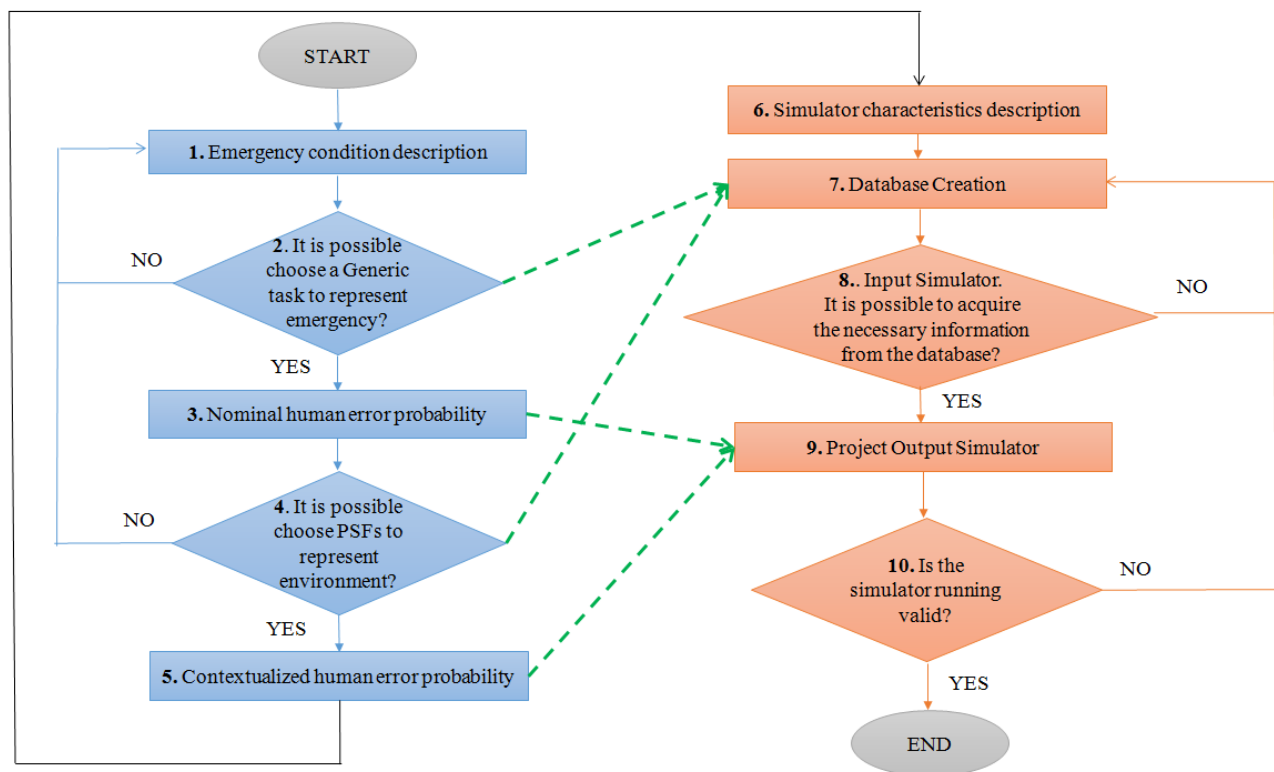 START
1. Emergency condition description
2. It is possible
choose a Generic
task to represent
emergency?
NO
YES
3. Nominal human error probability
4. It is possible
choose PSFs to
represent
environment?
NO
YES
5. Contextualized human error probability
6. Simulator characteristics description
7. Database Creation
8.. Input Simulator.
It is possible to acquire
the necessary information
from the database?
NO
YES
9. Project Output Simulator
10. Is the
simulator running
valid?
NO
YES
END